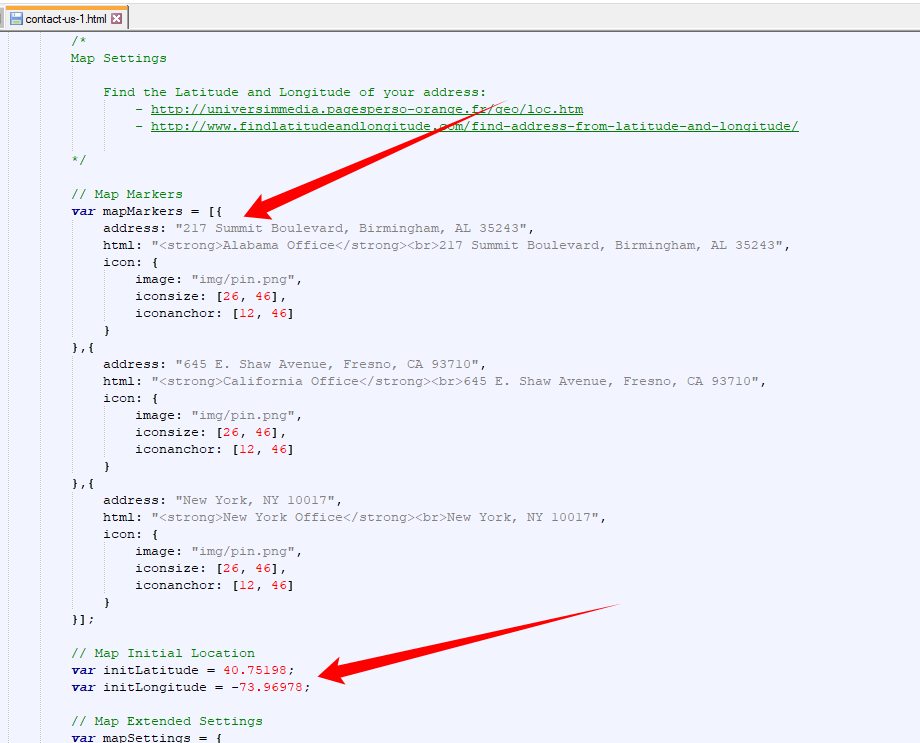 contact-us-1.html
/*
Map Settings
Find the Latitude and Longitude of your address:
- http://universimmedia.pagesperso-orange.fr/geo/loc.htm
- http://www.findlatitudeandlongitude.com/find-address-from-latitude-and-longitude/
*/
// Map Markers
var mapMarkers = [{
address: "217 Summit Boulevard, Birmingham, AL 35243",
html: "<strong>Alabama Office</strong><br>217 Summit Boulevard, Birmingham, AL 35243",
icon: {
image: "img/pin.png",
iconsize: [26, 46],
iconanchor: [12, 46]
}
},{
address: "645 E. Shaw Avenue, Fresno, CA 93710",
html: "<strong>California Office</strong><br>645 E. Shaw Avenue, Fresno, CA 93710",
icon: {
image: "img/pin.png",
iconsize: [26, 46],
iconanchor: [12, 46]
}
},{
address: "New York, NY 10017",
html: "<strong>New York Office</strong><br>New York, NY 10017",
icon: {
image: "img/pin.png",
iconsize: [26, 46],
iconanchor: [12, 46]
}
}];
// Map Initial Location
var initLatitude = 40.75198;
var initLongitude = -73.96978;
// Map Extended Settings
var mapSettings = {